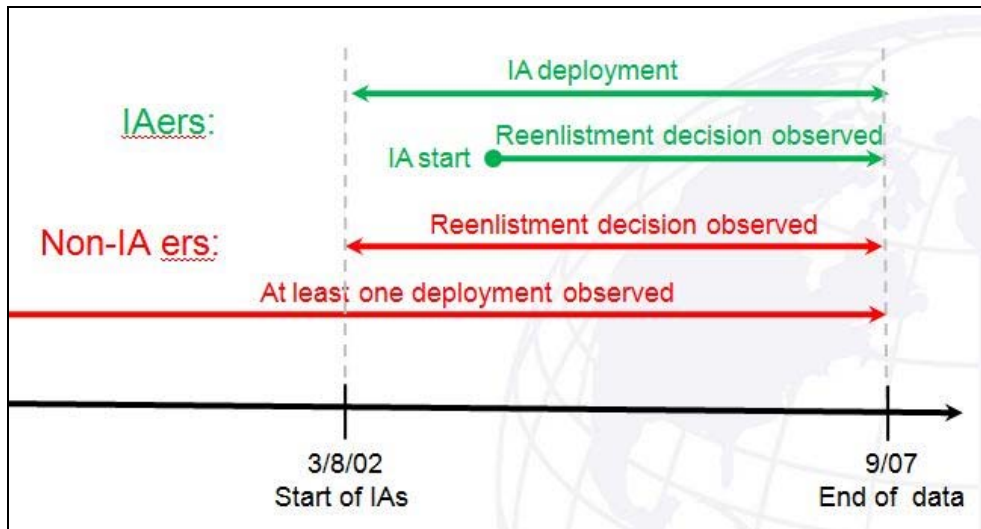 IA deployment
IAers:
Reenlistment decision observed
IA start
Reenlistment decision observed
Non-IA ers:
At least one deployment observed
3/8/02
Start of IAs
9/07
End of data